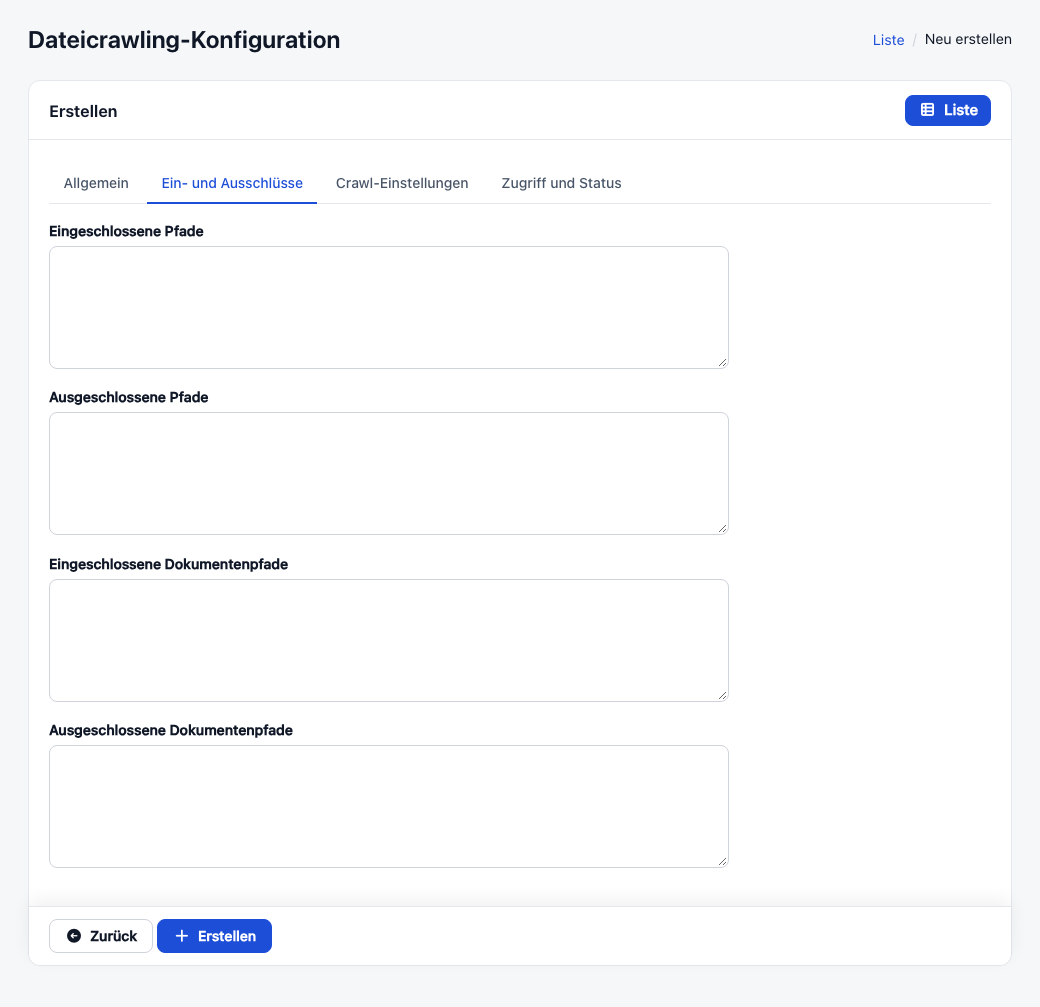 Dateicrawling-Konfiguration
Liste / Neu erstellen
Erstellen
Liste
Allgemein
Ein- und Ausschlüsse
Crawl-Einstellungen
Zugriff und Status
Eingeschlossene Pfade
Ausgeschlossene Pfade
Eingeschlossene Dokumentenpfade
Ausgeschlossene Dokumentenpfade
Zurück
Erstellen